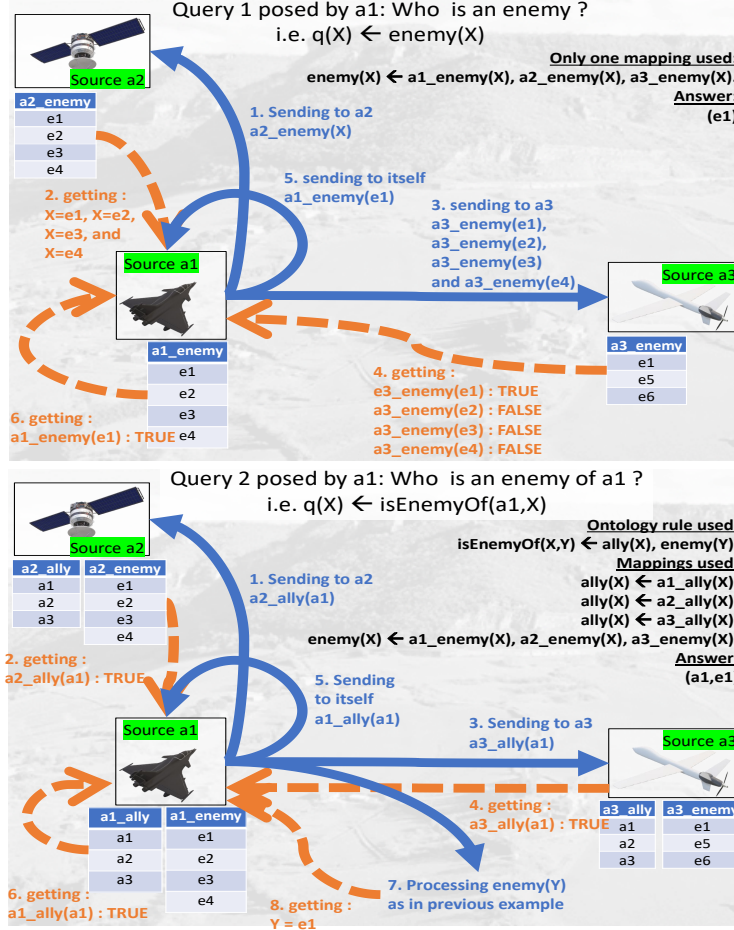 Query 1 posed by a1: Who is an enemy ?
i.e. q(X) ← enemy(X)
Only one mapping used:
enemy(X) ← a1_enemy(X), a2_enemy(X), a3_enemy(X).
Answer:
(e1)
Source a2
a2_enemy
e1
e2
e3
e4
1. Sending to a2
a2_enemy(X)
2. getting :
X=e1, X=e2,
X=e3, and
X=e4
5. sending to itself
a1_enemy(e1)
3. sending to a3
a3_enemy(e1),
a3_enemy(e2),
a3_enemy(e3)
and a3_enemy(e4)
Source a1
Source a3
a1_enemy
e1
e2
e3
e4
a3_enemy
e1
e5
e6
4. getting :
e3_enemy(e1) : TRUE
a3_enemy(e2) : FALSE
a3_enemy(e3) : FALSE
a3_enemy(e4) : FALSE
6. getting :
a1_enemy(e1) : TRUE
Query 2 posed by a1: Who is an enemy of a1 ?
i.e. q(X) ← isEnemyOf(a1,X)
Ontology rule used
isEnemyOf(X,Y) ← ally(X), enemy(Y)
Mappings used
ally(X) ← a1_ally(X)
ally(X) ← a2_ally(X)
ally(X) ← a3_ally(X)
enemy(X) ← a1_enemy(X), a2_enemy(X), a3_enemy(X)
Answer
(a1,e1
Source a2
a2_ally a2_enemy
a1 e1
a2 e2
a3 e3
e4
1. Sending to a2
a2_ally(a1)
2. getting :
a2_ally(a1) : TRUE
5. Sending
to itself
a1_ally(a1)
3. Sending to a3
a3_ally(a1)
Source a1
Source a3
4. getting :
a3_ally(a1) : TRUE
a3_ally a3_enemy
a1 e1
a2 e5
a3 e6
a1_ally a1_enemy
a1 e1
a2 e2
a3 e3
e4
6. getting :
a1_ally(a1) : TRUE
7. Processing enemy(Y)
as in previous example
8. getting :
Y = e1